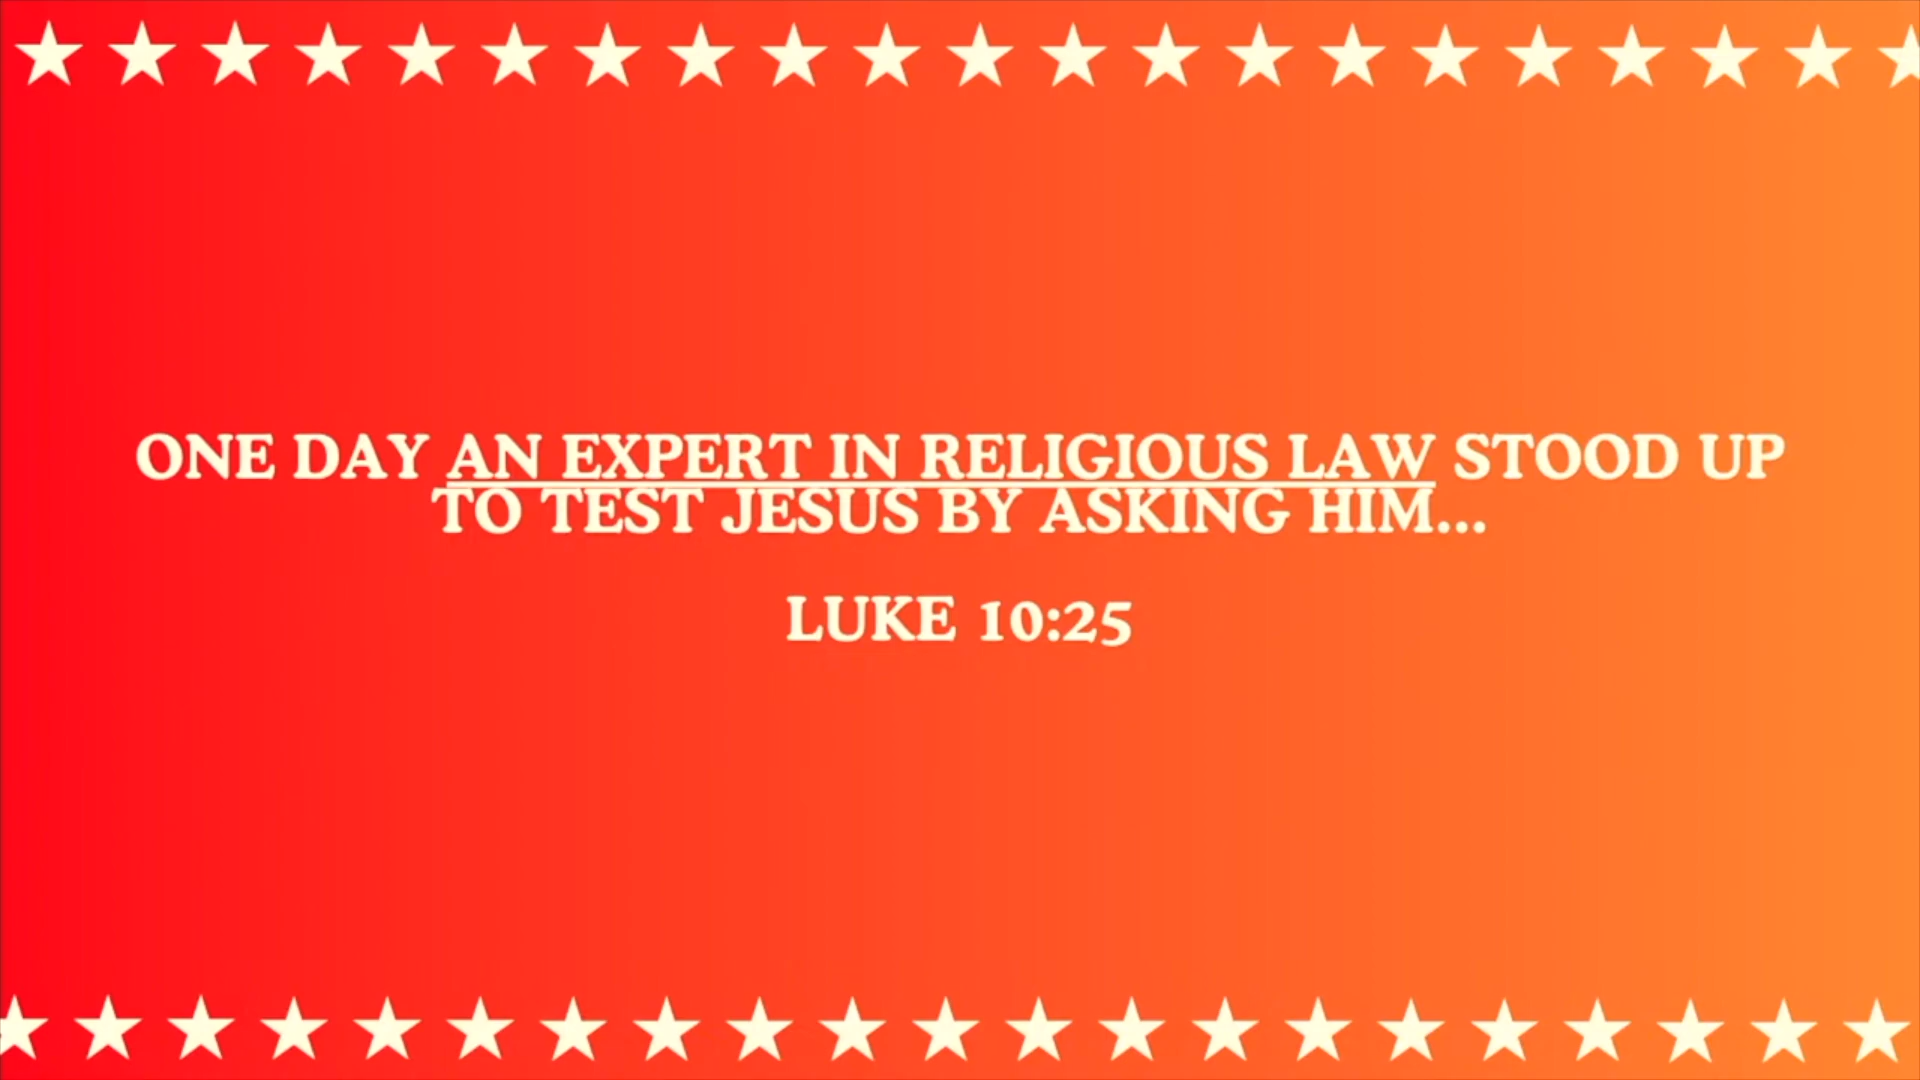 ONE DAY AN EXPERT IN RELIGIOUS LAW STOOD UP
TO TEST JESUS BY ASKING HIM...
LUKE 10:25